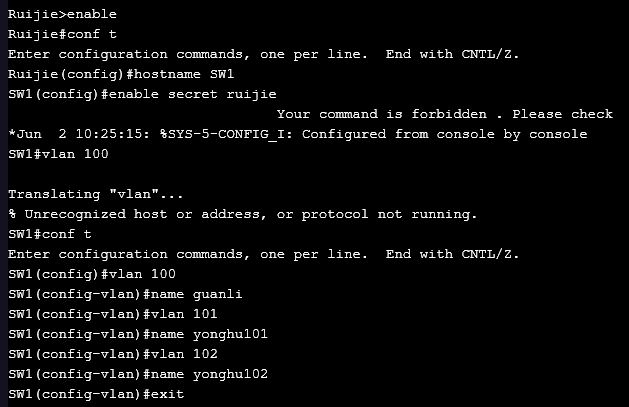 Ruijie>enable
Ruijie#conf t
Enter configuration commands, one per line.  End with CNTL/Z.
Ruijie(config)#hostname SW1
SW1(config)#enable secret ruijie
Your command is forbidden . Please check
*Jun  2 10:25:15: %SYS-5-CONFIG_I: Configured from console by console
SW1#vlan 100
Translating "vlan"...
% Unrecognized host or address, or protocol not running.
SW1#conf t
Enter configuration commands, one per line.  End with CNTL/Z.
SW1(config)#vlan 100
SW1(config-vlan)#name guanli
SW1(config-vlan)#vlan 101
SW1(config-vlan)#name yonghu101
SW1(config-vlan)#vlan 102
SW1(config-vlan)#name yonghu102
SW1(config-vlan)#exit